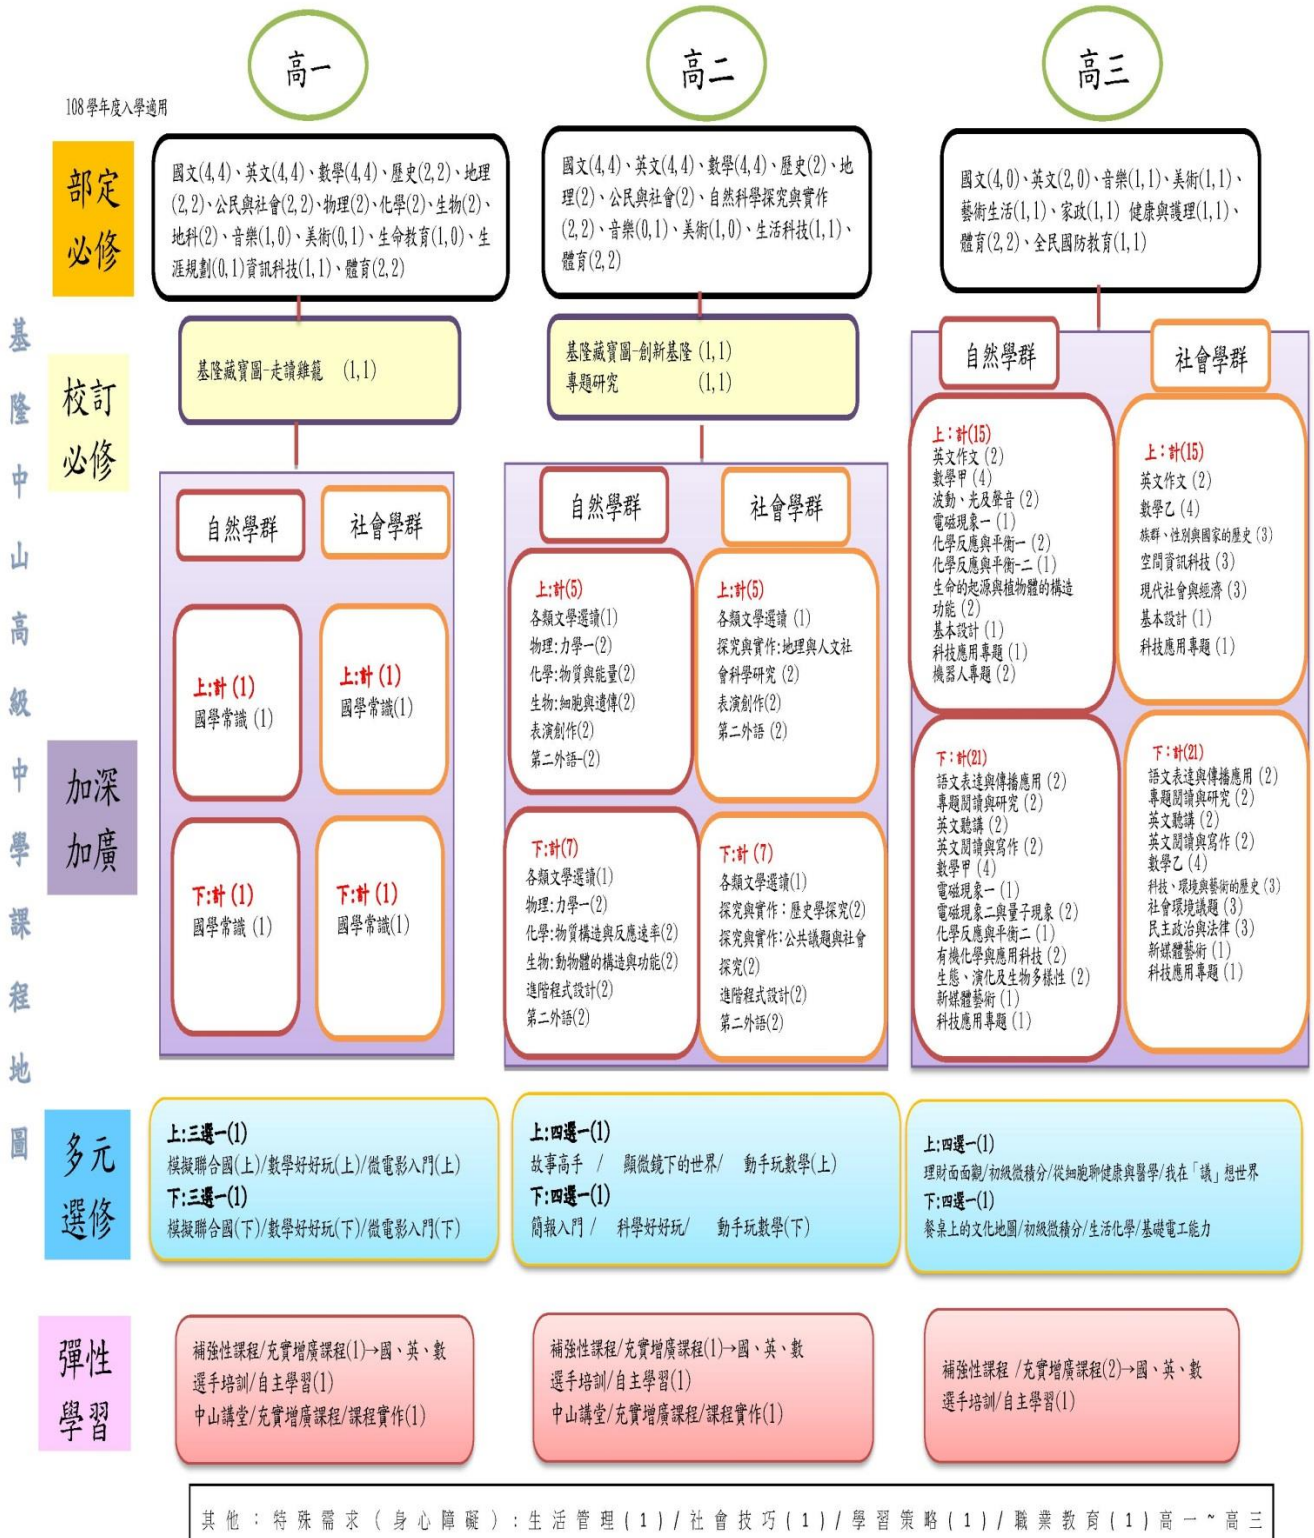 高一
高二
高三
108學年度入學適用
基隆中山高級中學課程地圖
部定
必修
國文(4,4)、英文(4,4)、數學(4,4)、歷史(2,2)、地理
(2,2)、公民與社會(2,2)、物理(2)、化學(2)、生物(2)、
地科(2)、音樂(1,0)、美術(0,1)、生命教育(1,0)、生
涯規劃(0,1)資訊科技(1,1)、體育(2,2)
國文(4,4)、英文(4,4)、數學(4,4)、歷史(2)、地
理(2)、公民與社會(2)、自然科學探究與實作
(2,2)、音樂(0,1)、美術(1,0)、生活科技(1,1)、
體育(2,2)
國文(4,0)、英文(2,0)、音樂(1,1)、美術(1,1)、
藝術生活(1,1)、家政(1,1) 健康與護理(1,1)、
體育(2,2)、全民國防教育(1,1)
校訂
必修
基隆藏寶圖-走讀雞籠 (1,1)
基隆藏寶圖-創新基隆 (1,1)
專題研究 (1,1)
加深
加廣
自然學群
社會學群
上:計 (1)
國學常識 (1)
上:計 (1)
國學常識(1)
下:計 (1)
國學常識 (1)
下:計 (1)
國學常識(1)
自然學群
社會學群
上:計(5)
各類文學選讀(1)
物理:力學一(2)
化學:物質與能量(2)
生物:細胞與遺傳(2)
表演創作(2)
第二外語-(2)
上:計(5)
各類文學選讀 (1)
探究與實作:地理與人文社
會科學研究 (2)
表演創作(2)
第二外語 (2)
下:計(7)
各類文學選讀(1)
物理:力學一(2)
化學:物質構造與反應速率(2)
生物:動物體的構造與功能(2)
進階程式設計(2)
第二外語(2)
下:計 (7)
各類文學選讀(1)
探究與實作：歷史學探究(2)
探究與實作:公共議題與社會
探究(2)
進階程式設計(2)
第二外語(2)
自然學群
社會學群
上：計(15)
英文作文 (2)
數學甲 (4)
波動、光及聲音 (2)
電磁現象一 (1)
化學反應與平衡一 (2)
化學反應與平衡-二 (1)
生命的起源與植物體的構造
功能 (2)
基本設計 (1)
科技應用專題 (1)
機器人專題 (2)
上：計(15)
英文作文 (2)
數學乙 (4)
族群、性別與國家的歷史 (3)
空間資訊科技 (3)
現代社會與經濟 (3)
基本設計 (1)
科技應用專題 (1)
下：計(21)
語文表達與傳播應用 (2)
專題閱讀與研究 (2)
英文聽講 (2)
英文閱讀與寫作 (2)
數學甲 (4)
電磁現象一 (1)
電磁現象二與量子現象 (2)
化學反應與平衡二 (1)
有機化學與應用科技 (2)
生態、演化及生物多樣性 (2)
新媒體藝術 (1)
科技應用專題 (1)
下：計(21)
語文表達與傳播應用 (2)
專題閱讀與研究 (2)
英文聽講 (2)
英文閱讀與寫作 (2)
數學乙 (4)
科技、環境與藝術的歷史 (3)
社會環境議題 (3)
民主政治與法律 (3)
新媒體藝術 (1)
科技應用專題 (1)
多元
選修
上:三選一(1)
模擬聯合國(上)/數學好好玩(上)/微電影入門(上)
下:三選一(1)
模擬聯合國(下)/數學好好玩(下)/微電影入門(下)
上:四選一(1)
故事高手 / 顯微鏡下的世界/ 動手玩數學(上)
下:四選一(1)
簡報入門 / 科學好好玩/ 動手玩數學(下)
上:四選一(1)
理財面面觀/初級微積分/從細胞聊健康與醫學/我在「議」想世界
下:四選一(1)
餐桌上的文化地圖/初級微積分/生活化學/基礎電工能力
彈性
學習
補強性課程/充實增廣課程(1)→國、英、數
選手培訓/自主學習(1)
中山講堂/充實增廣課程/課程實作(1)
補強性課程/充實增廣課程(1)→國、英、數
選手培訓/自主學習(1)
中山講堂/充實增廣課程/課程實作(1)
補強性課程 /充實增廣課程(2)→國、英、數
選手培訓/自主學習(1)
其他：特殊需求(身心障礙):生活管理(1)/社會技巧(1)/學習策略(1)/職業教育(1)高一~高三